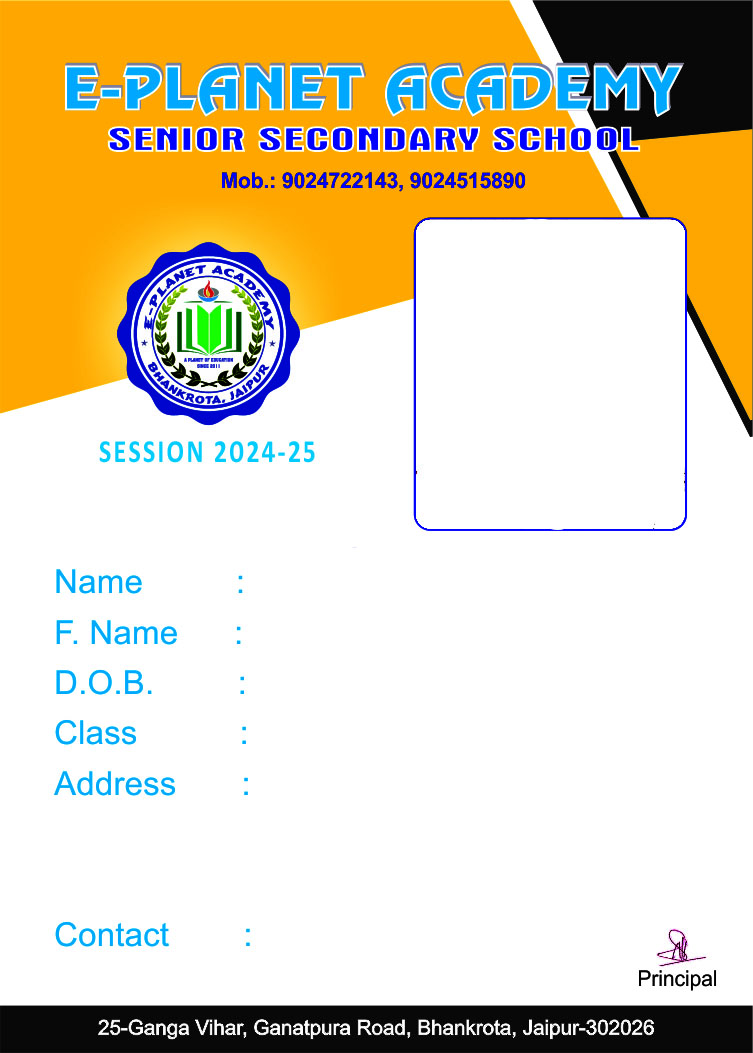 E-PLANET ACADEMY
SENIOR SECONDARY SCHOOL
Mob.: 9024722143, 9024515890
E-PLANET ACADEMY
A PLANET OF EDUCATION
SINCE 2011
BHANKROTA, JAIPUR
SESSION 2024-25
Name :
F. Name :
D.O.B. :
Class :
Address :
Contact :
Principal
25-Ganga Vihar, Ganatpura Road, Bhankrota, Jaipur-302026